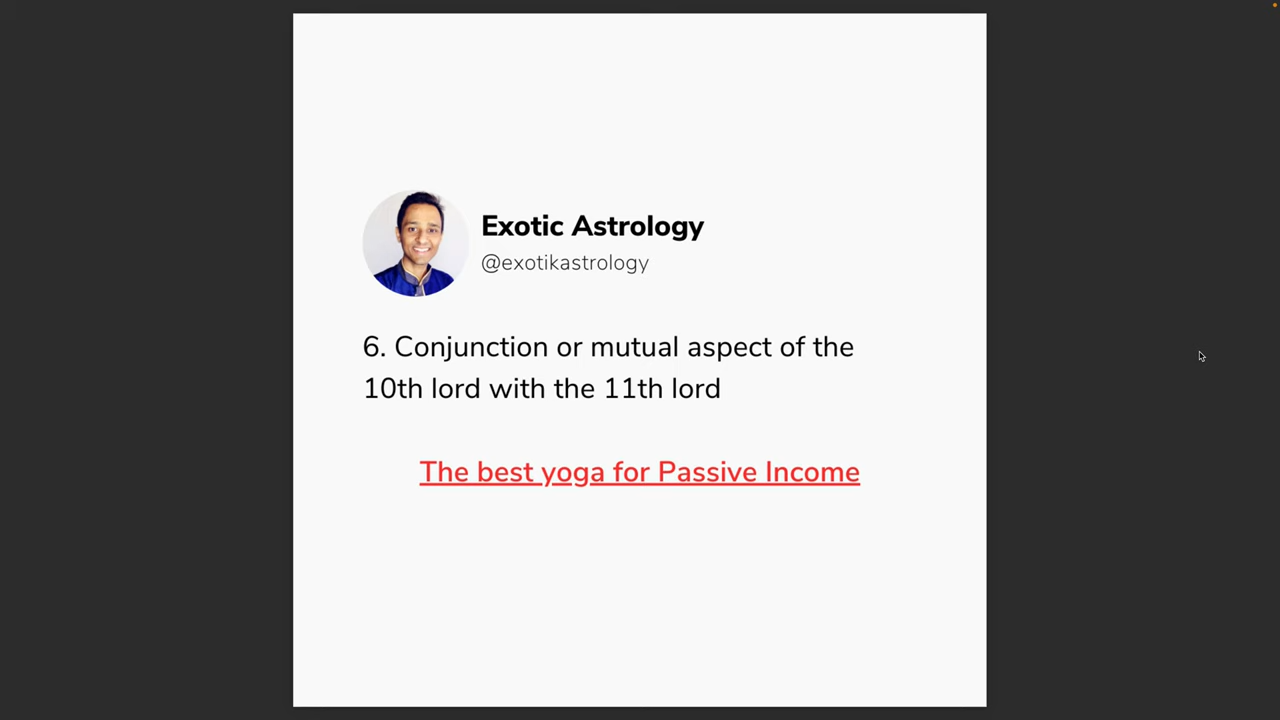 Exotic Astrology
@exotikastrology
6. Conjunction or mutual aspect of the
10th lord with the 11th lord
The best yoga for Passive Income